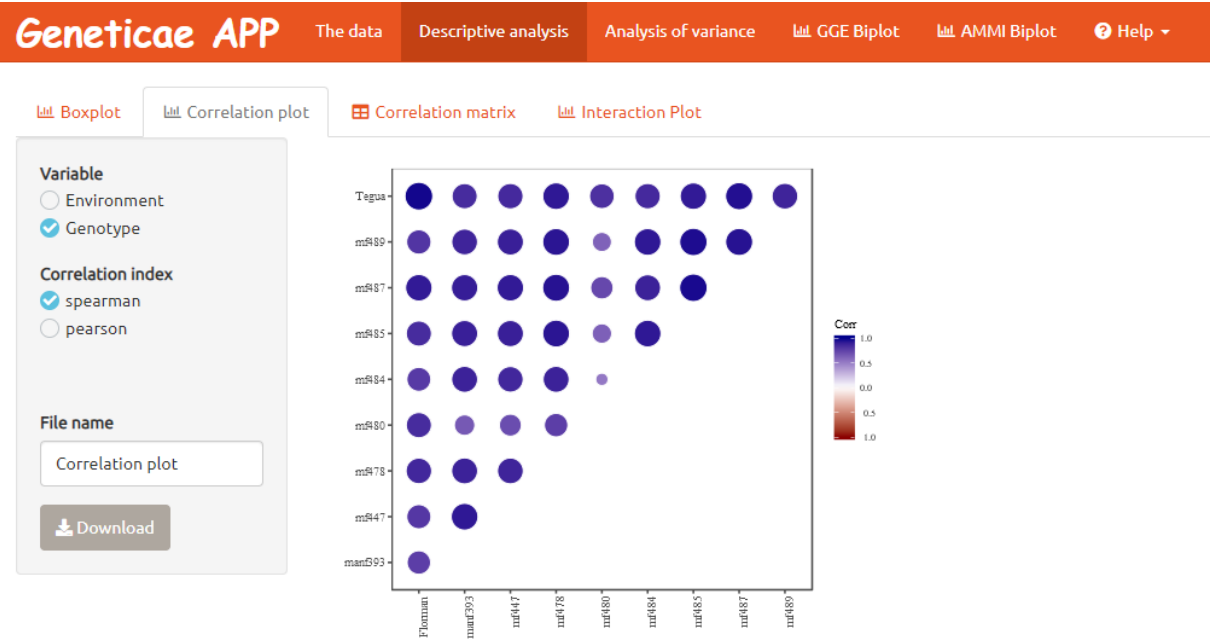 Geneticae APP The data Descriptive analysis Analysis of variance GGE Biplot AMMI Biplot Help
Boxplot Correlation plot Correlation matrix Interaction Plot
Variable
Environment
Genotype
Correlation index
spearman
pearson
File name
Correlation plot
Download
Tegua
mf489
mf487
mf485
mf484
mf480
mf478
mf447
manf393
Florman manf393 mf447 mf478 mf480 mf484 mf485 mf487 mf489
Corr
1.0
0.5
0.0
0.5
1.0